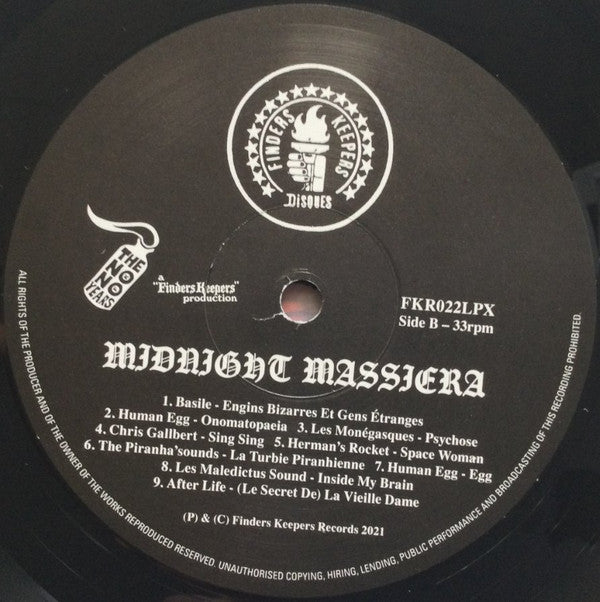 FINDERS KEEPERS
DISQUES
THE
NO
NO
YEARS
a
"Finders Keepers"
production
FKR022LPX
Side B – 33rpm
MIDNIGHT MASSIERA
1. Basile - Engins Bizarres Et Gens Étranges
2. Human Egg - Onomatopaeia 3. Les Monégasques - Psychose
4. Chris Gallbert - Sing Sing 5. Herman's Rocket - Space Woman
6. The Piranha'sounds - La Turbie Piranhienne 7. Human Egg - Egg
8. Les Maledictus Sound - Inside My Brain
9. After Life - (Le Secret De) La Vieille Dame
(P) & (C) Finders Keepers Records 2021
ALL RIGHTS OF THE PRODUCER AND OF THE OWNER OF THE WORKS REPRODUCED RESERVED. UNAUTHORISED COPYING, HIRING, LENDING, PUBLIC PERFORMANCE AND BROADCASTING OF THIS RECORDING PROHIBITED.